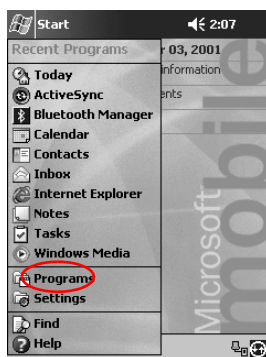 Start 2:07
Recent Programs r 03, 2001
Today
information
ActiveSync
ents
Bluetooth Manager
Calendar
Contacts
Inbox
Internet Explorer
Notes
Tasks
Windows Media
Programs
Settings
Find
Help
Microsoft
mobile